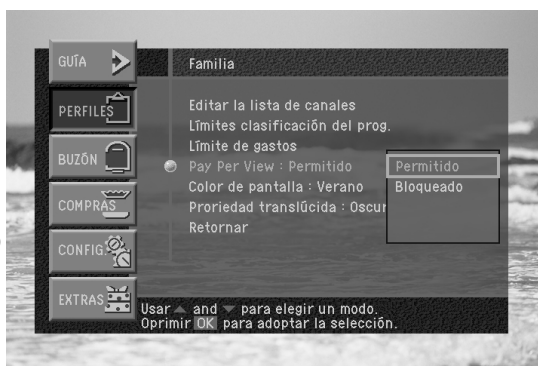 GUÍA
PERFILES
BUZÓN
COMPRAS
CONFIG.
EXTRAS
Familia
Editar la lista de canales
Límites clasificación del prog.
Límite de gastos
Pay Per View : Permitido
Color de pantalla : Verano
Proriedad translúcida : Oscur
Retornar
Permitido
Bloqueado
Usar and para elegir un modo.
Oprimir OK para adoptar la selección.